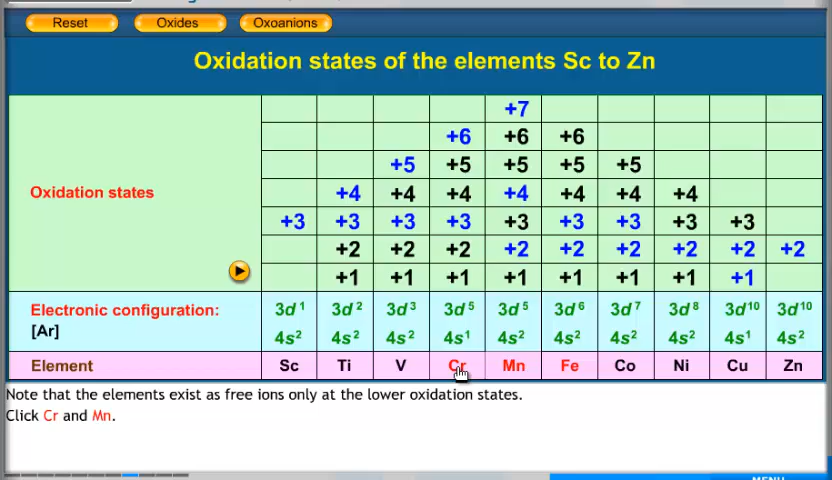 Reset Oxides Oxoanions
Oxidation states of the elements Sc to Zn
+7
+6 +6 +6
+5 +5 +5 +5 +5
Oxidation states +4 +4 +4 +4 +4 +4 +4
+3 +3 +3 +3 +3 +3 +3 +3 +3
+2 +2 +2 +2 +2 +2 +2 +2 +2
+1 +1 +1 +1 +1 +1 +1 +1
Electronic configuration: 3d¹ 3d² 3d³ 3d⁵ 3d⁵ 3d⁶ 3d⁷ 3d⁸ 3d¹⁰ 3d¹⁰
[Ar] 4s² 4s² 4s² 4s¹ 4s² 4s² 4s² 4s² 4s¹ 4s²
Element Sc Ti V Cr Mn Fe Co Ni Cu Zn
Note that the elements exist as free ions only at the lower oxidation states.
Click Cr and Mn.
MENU